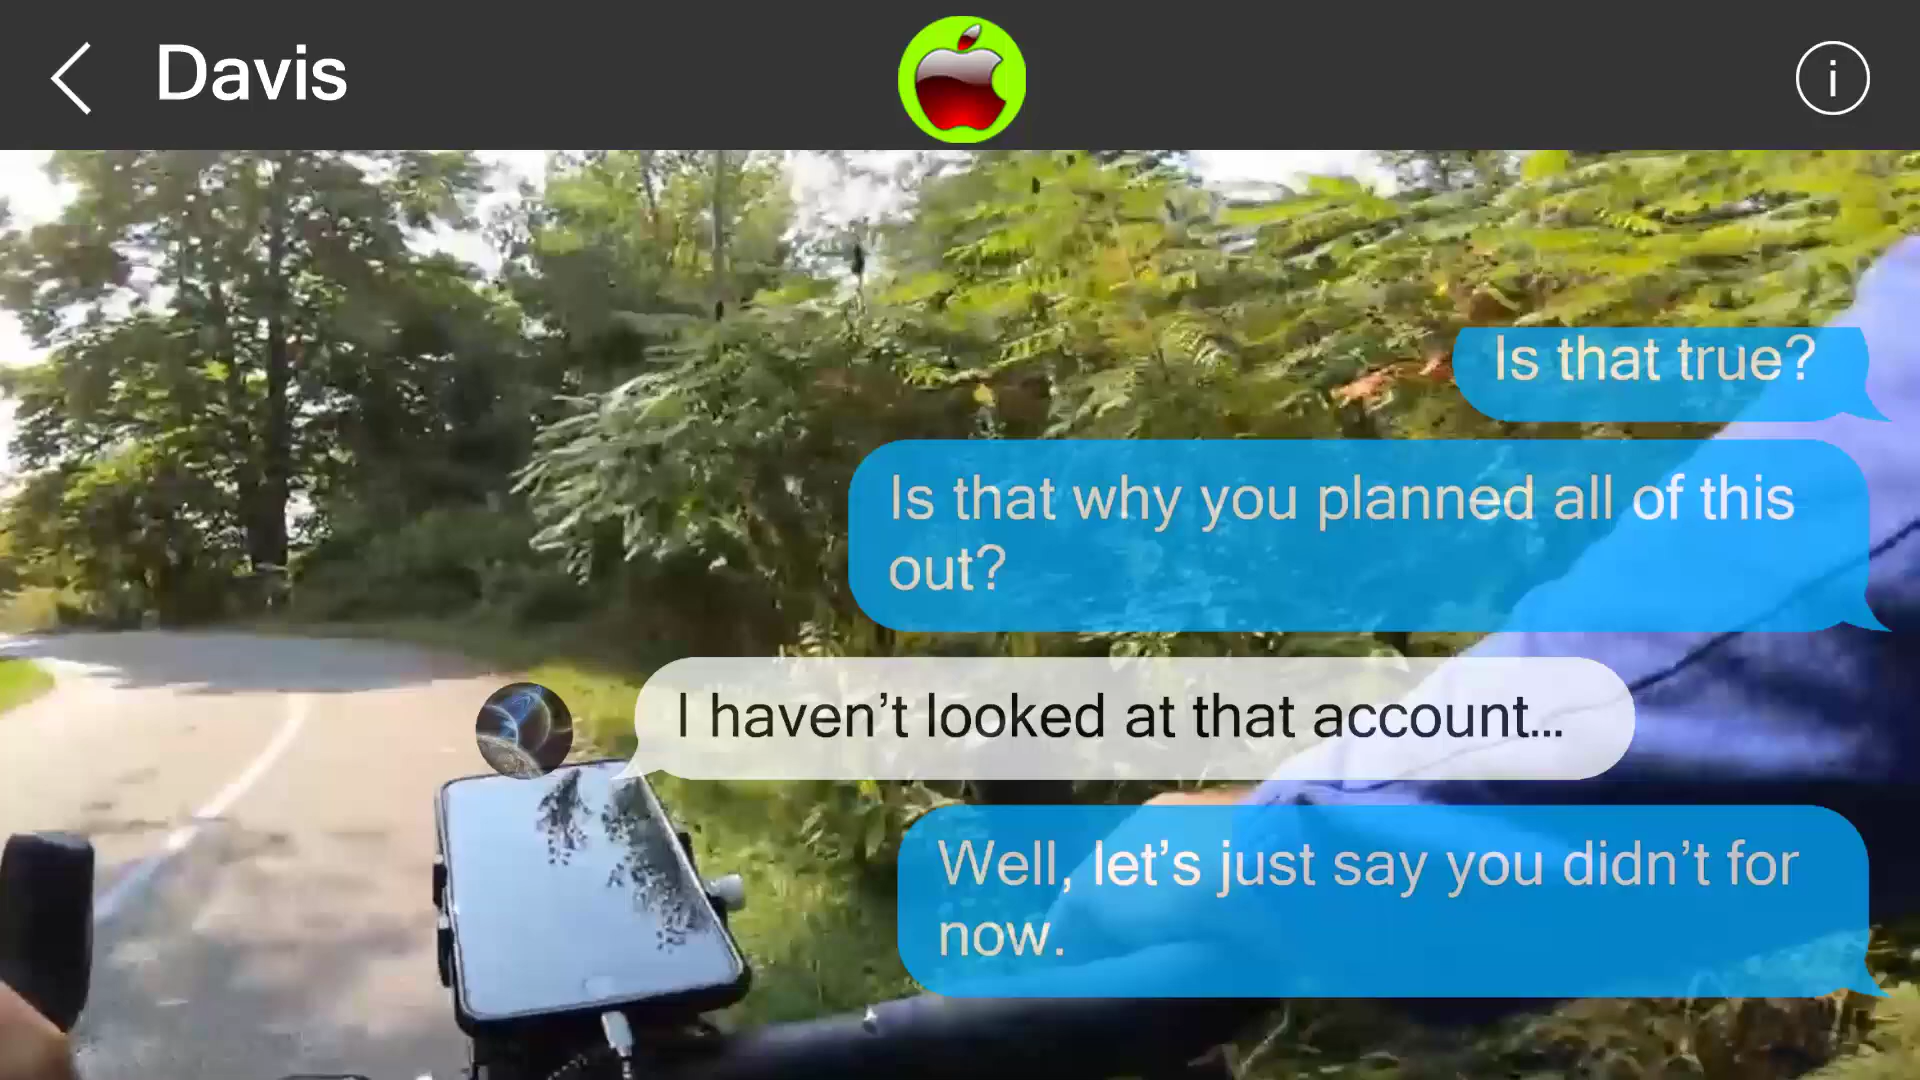 Davis
Is that true?
Is that why you planned all of this
out?
I haven’t looked at that account...
Well, let’s just say you didn’t for
now.